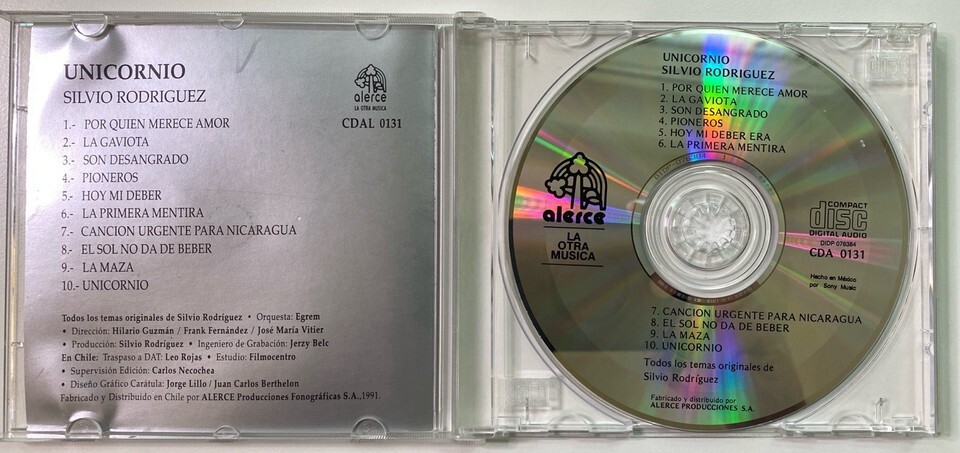 UNICORNIO
SILVIO RODRIGUEZ
alerce
LA OTRA MUSICA
CDAL 0131
1.- POR QUIEN MERECE AMOR
2.- LA GAVIOTA
3.- SON DESANGRADO
4.- PIONEROS
5.- HOY MI DEBER
6.- LA PRIMERA MENTIRA
7.- CANCION URGENTE PARA NICARAGUA
8.- EL SOL NO DA DE BEBER
9.- LA MAZA
10.- UNICORNIO
Todos los temas originales de Silvio Rodríguez • Orquesta: Egrem
• Dirección: Hilario Guzmán / Frank Fernández / José María Vitier
• Producción: Silvio Rodríguez • Ingeniero de Grabación: Jerzy Belc
En Chile: Traspaso a DAT: Leo Rojas • Estudio: Filmocentro
• Supervisión Edición: Carlos Necochea
• Diseño Gráfico Carátula: Jorge Lillo / Juan Carlos Berthelon
Fabricado y Distribuido en Chile por ALERCE Producciones Fonográficas S.A.,1991.
UNICORNIO
SILVIO RODRIGUEZ
1. POR QUIEN MERECE AMOR
2. LA GAVIOTA
3. SON DESANGRADO
4. PIONEROS
5. HOY MI DEBER ERA
6. LA PRIMERA MENTIRA
alerce
LA
OTRA
MUSICA
COMPACT
disc
DIGITAL AUDIO
DIDP 078364
CDA 0131
Hecho en México
por Sony Music
7. CANCION URGENTE PARA NICARAGUA
8. EL SOL NO DA DE BEBER
9. LA MAZA
10. UNICORNIO
Todos los temas originales de
Silvio Rodríguez
Fabricado y distribuido por
ALERCE PRODUCCIONES S.A.